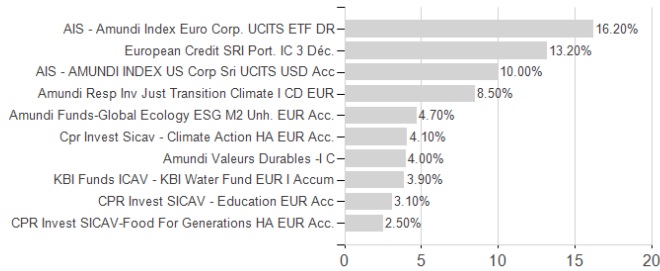 AIS - Amundi Index Euro Corp. UCITS ETF DR 16.20%
European Credit SRI Port. IC 3 Déc. 13.20%
AIS - AMUNDI INDEX US Corp Sri UCITS USD Acc 10.00%
Amundi Resp Inv Just Transition Climate I CD EUR 8.50%
Amundi Funds-Global Ecology ESG M2 Unh. EUR Acc. 4.70%
Cpr Invest Sicav - Climate Action HA EUR Acc. 4.10%
Amundi Valeurs Durables -I C 4.00%
KBI Funds ICAV - KBI Water Fund EUR I Accum 3.90%
CPR Invest SICAV - Education EUR Acc 3.10%
CPR Invest SICAV-Food For Generations HA EUR Acc. 2.50%
0 5 10 15 20